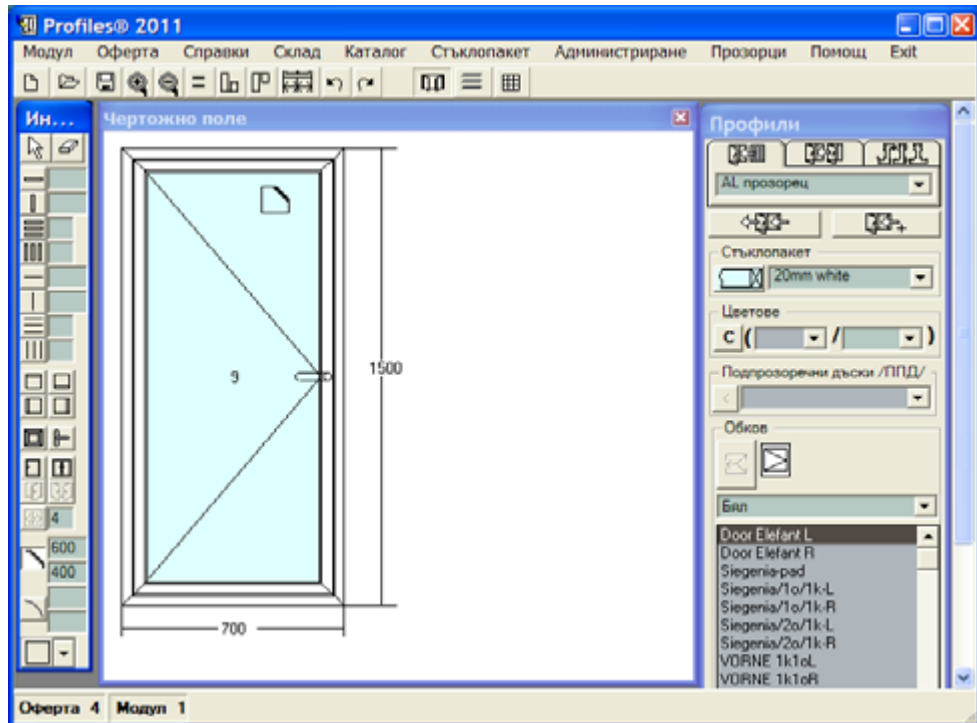 Profiles® 2011
Модул Оферта Справки Склад Каталог Стъклопакет Администриране Прозорци Помощ Exit
Ин...
4
600
400
Чертожно поле
9
1500
700
Профили
AL прозорец
Стъклопакет
20mm white
Цветове
C ( / )
Подпрозоречни дъски /ППД/
<
Обков
Бял
Door Elefant L
Door Elefant R
Siegenia-pad
Siegenia/1o/1k-L
Siegenia/1o/1k-R
Siegenia/2o/1k-L
Siegenia/2o/1k-R
VORNE 1k1oL
VORNE 1k1oR
Оферта 4 Модул 1